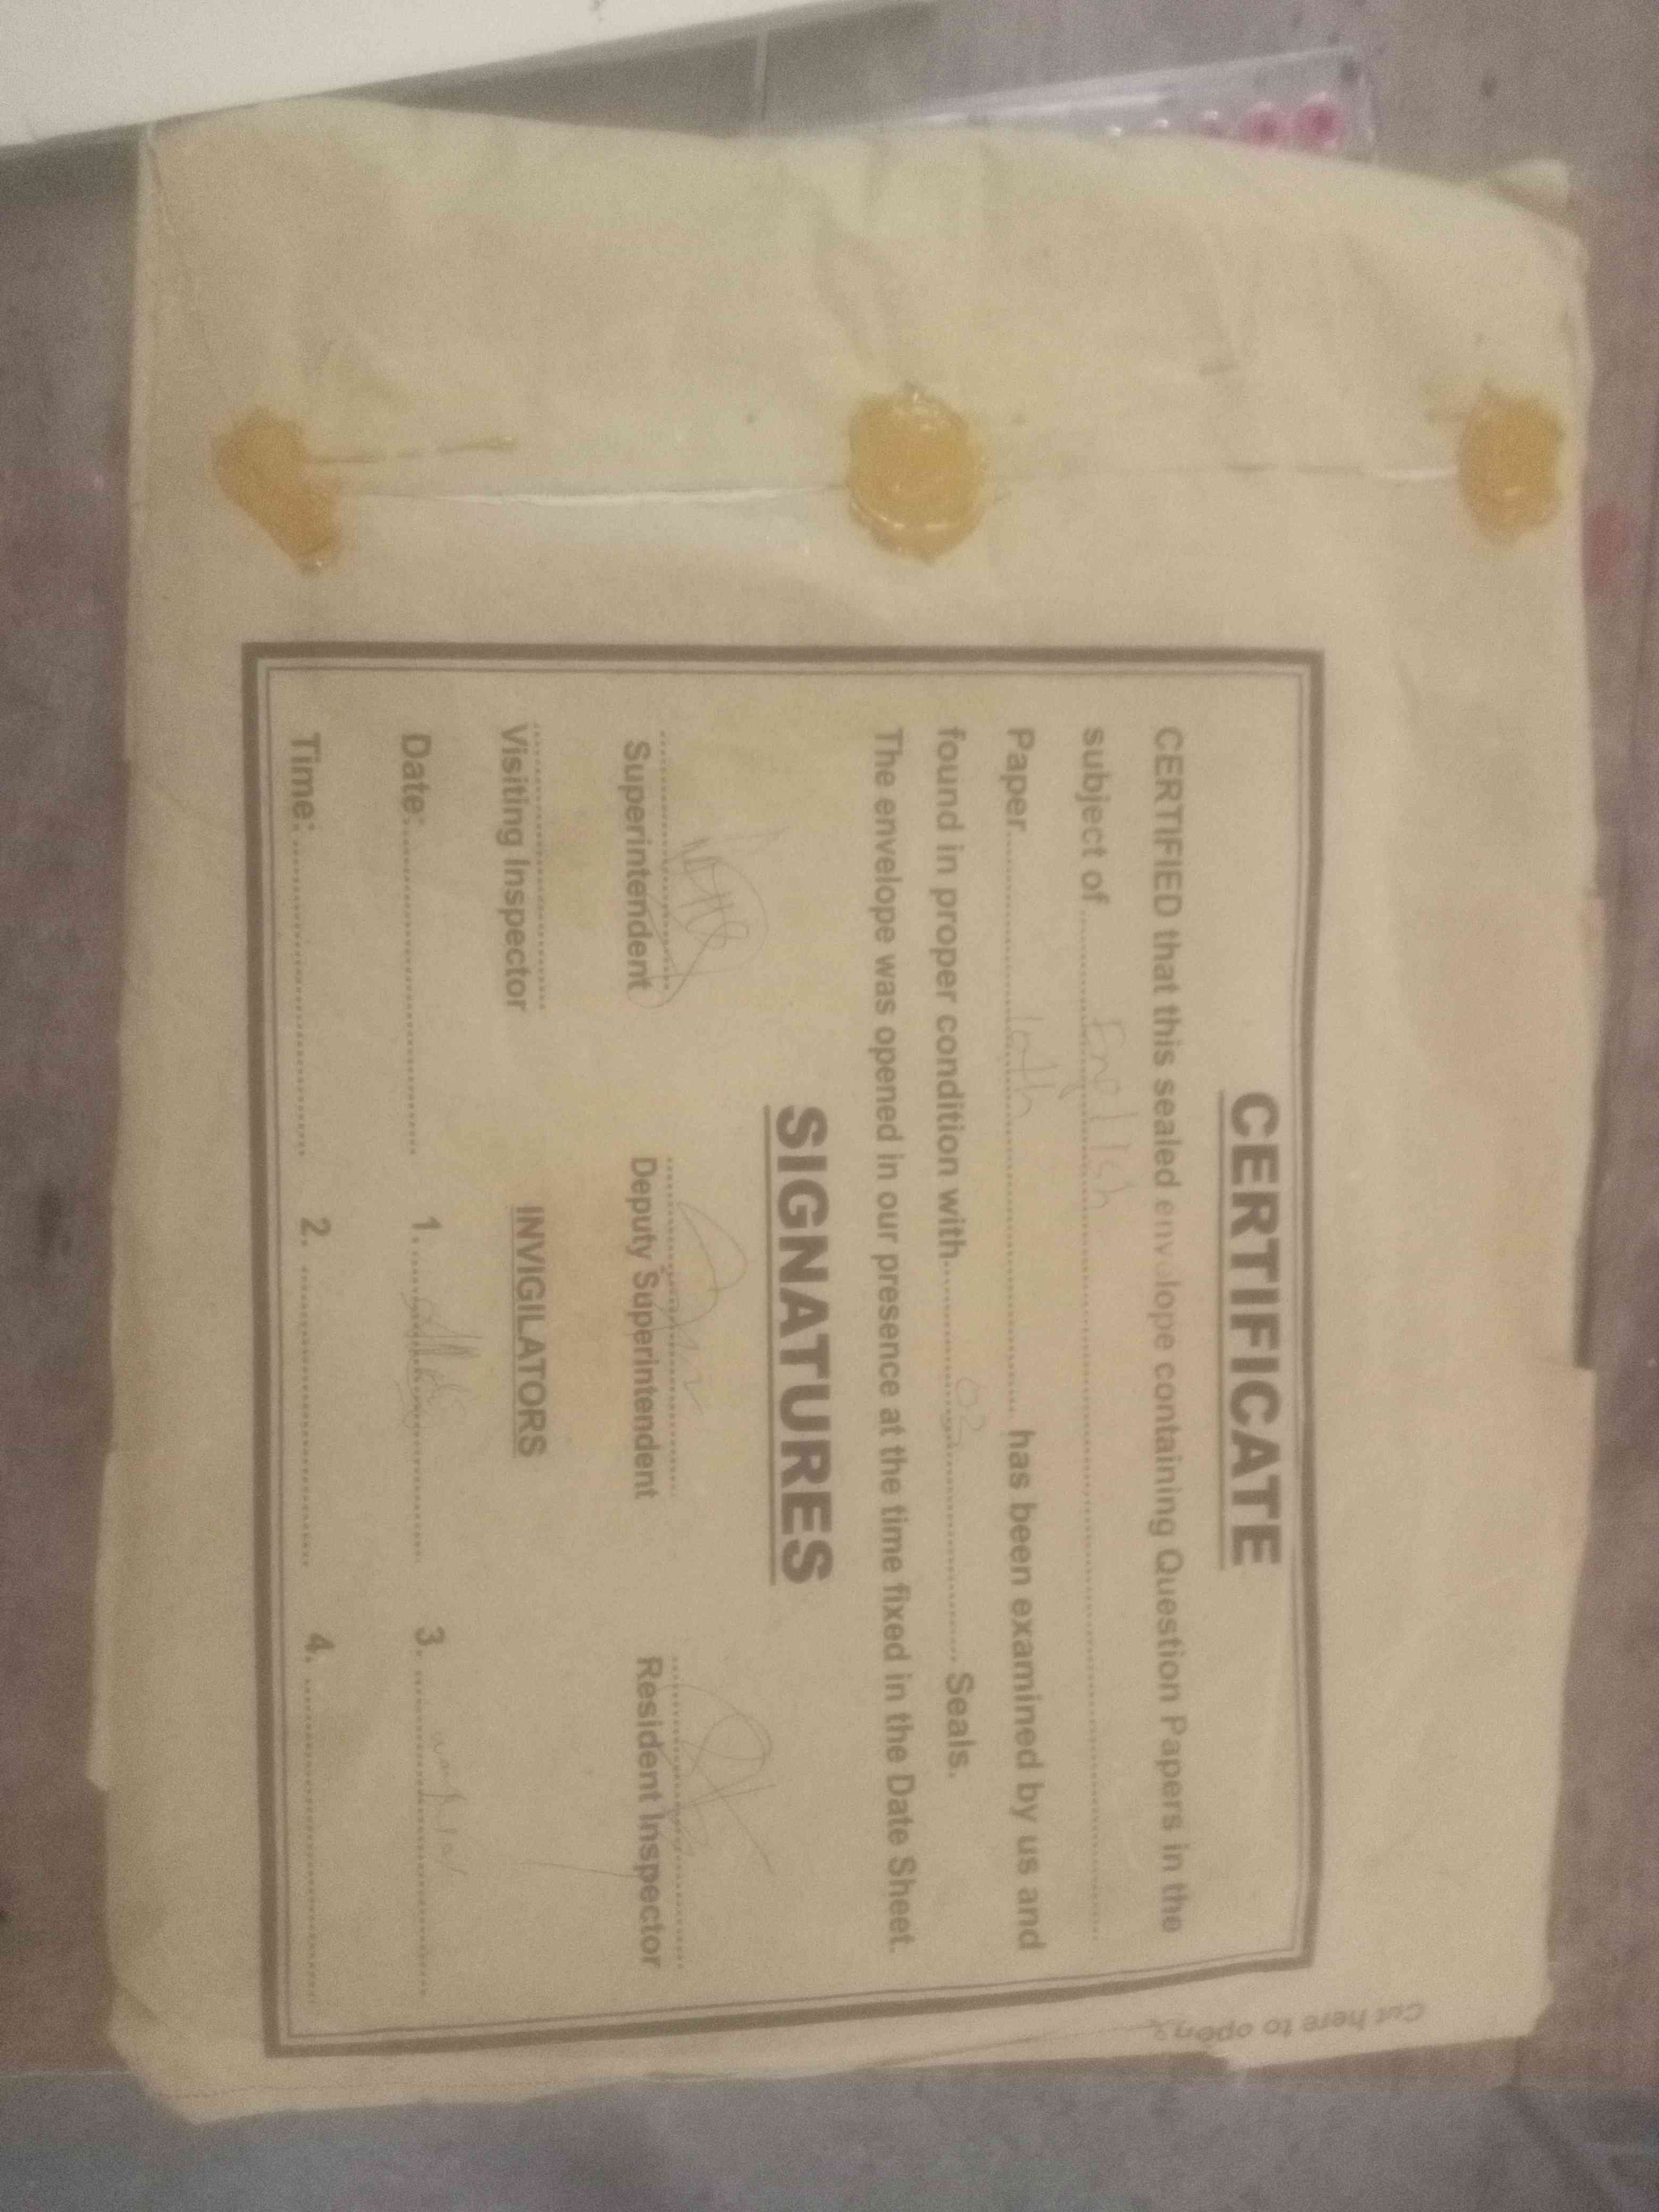 CERTIFICATE
CERTIFIED that this sealed envelope containing Question Papers in the
subject of.......... English ..........
Paper.......... 10th .......... has been examined by us and
found in proper condition with.......... 03 .......... Seals.
The envelope was opened in our presence at the time fixed in the Date Sheet.
SIGNATURES
Superintendent Deputy Superintendent Resident Inspector
Visiting Inspector INVIGILATORS
Date:.......... 1........... 3. ..........
Time:.......... 2. .......... 4. ..........
Cut here to open